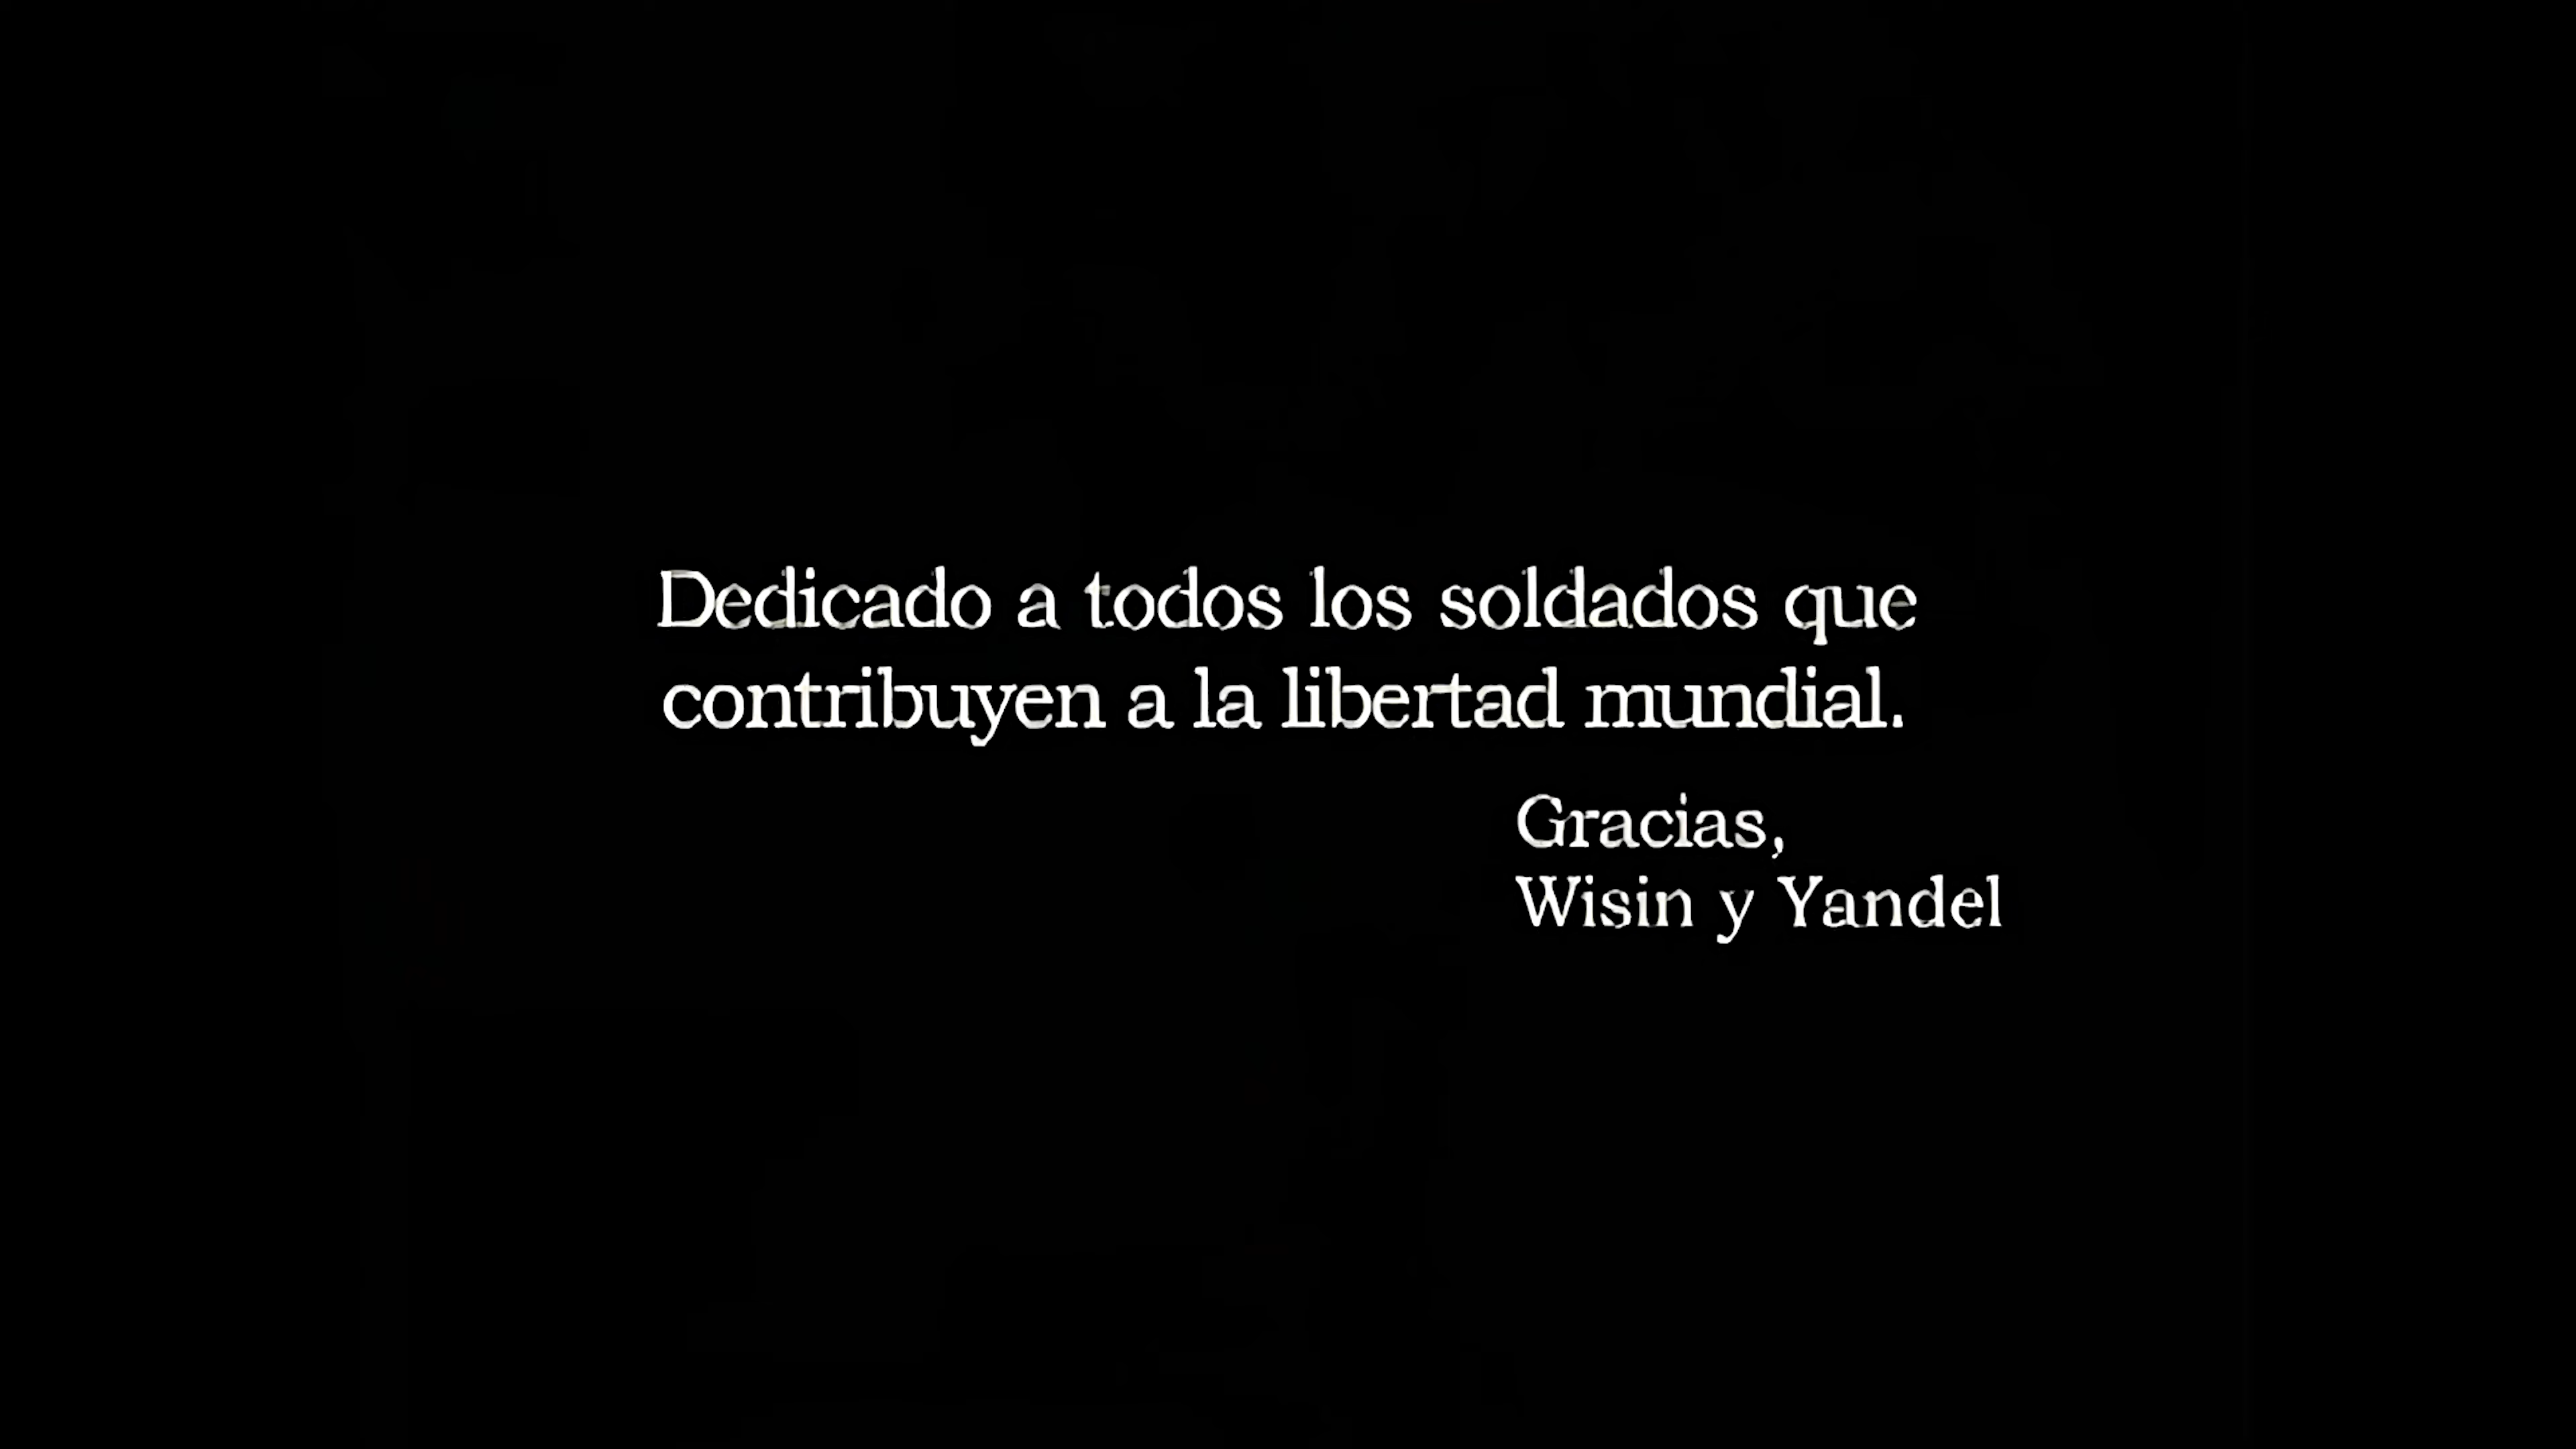 Dedicado a todos los soldados que
contribuyen a la libertad mundial.
Gracias,
Wisin y Yandel